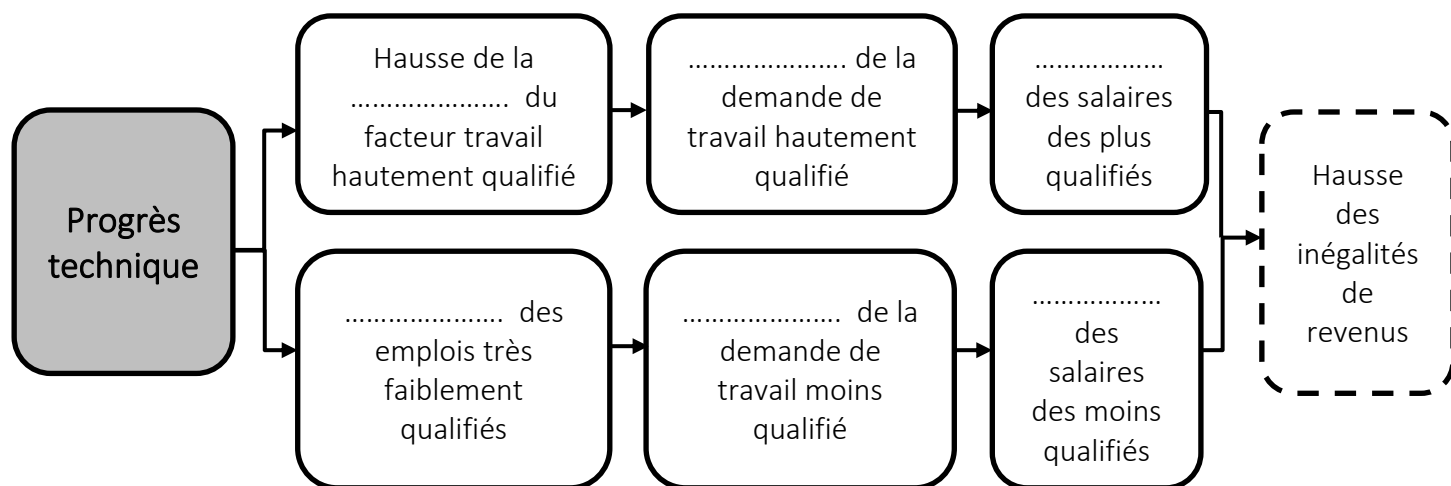 Progrès
technique
Hausse de la
…………………. du
facteur travail
hautement qualifié
…………………. de la
demande de
travail hautement
qualifié
………………
des salaires
des plus
qualifiés
…………………. des
emplois très
faiblement
qualifiés
…………………. de la
demande de
travail moins
qualifié
………………
des
salaires
des moins
qualifiés
Hausse
des
inégalités
de
revenus